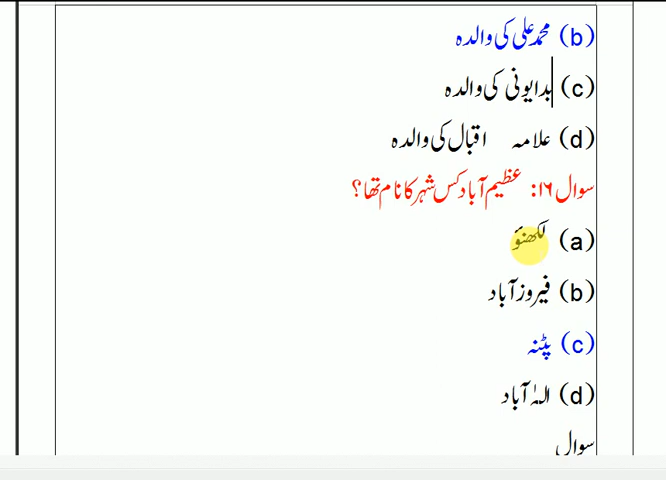 (b) محمد علی کی والدہ
(c) بدایونی کی والدہ
(d) علامہ اقبال کی والدہ
سوال ۱۶: عظیم آباد کس شہر کا نام تھا؟
(a) لکھنؤ
(b) فیروز آباد
(c) پٹنہ
(d) الہٰ آباد
سوال